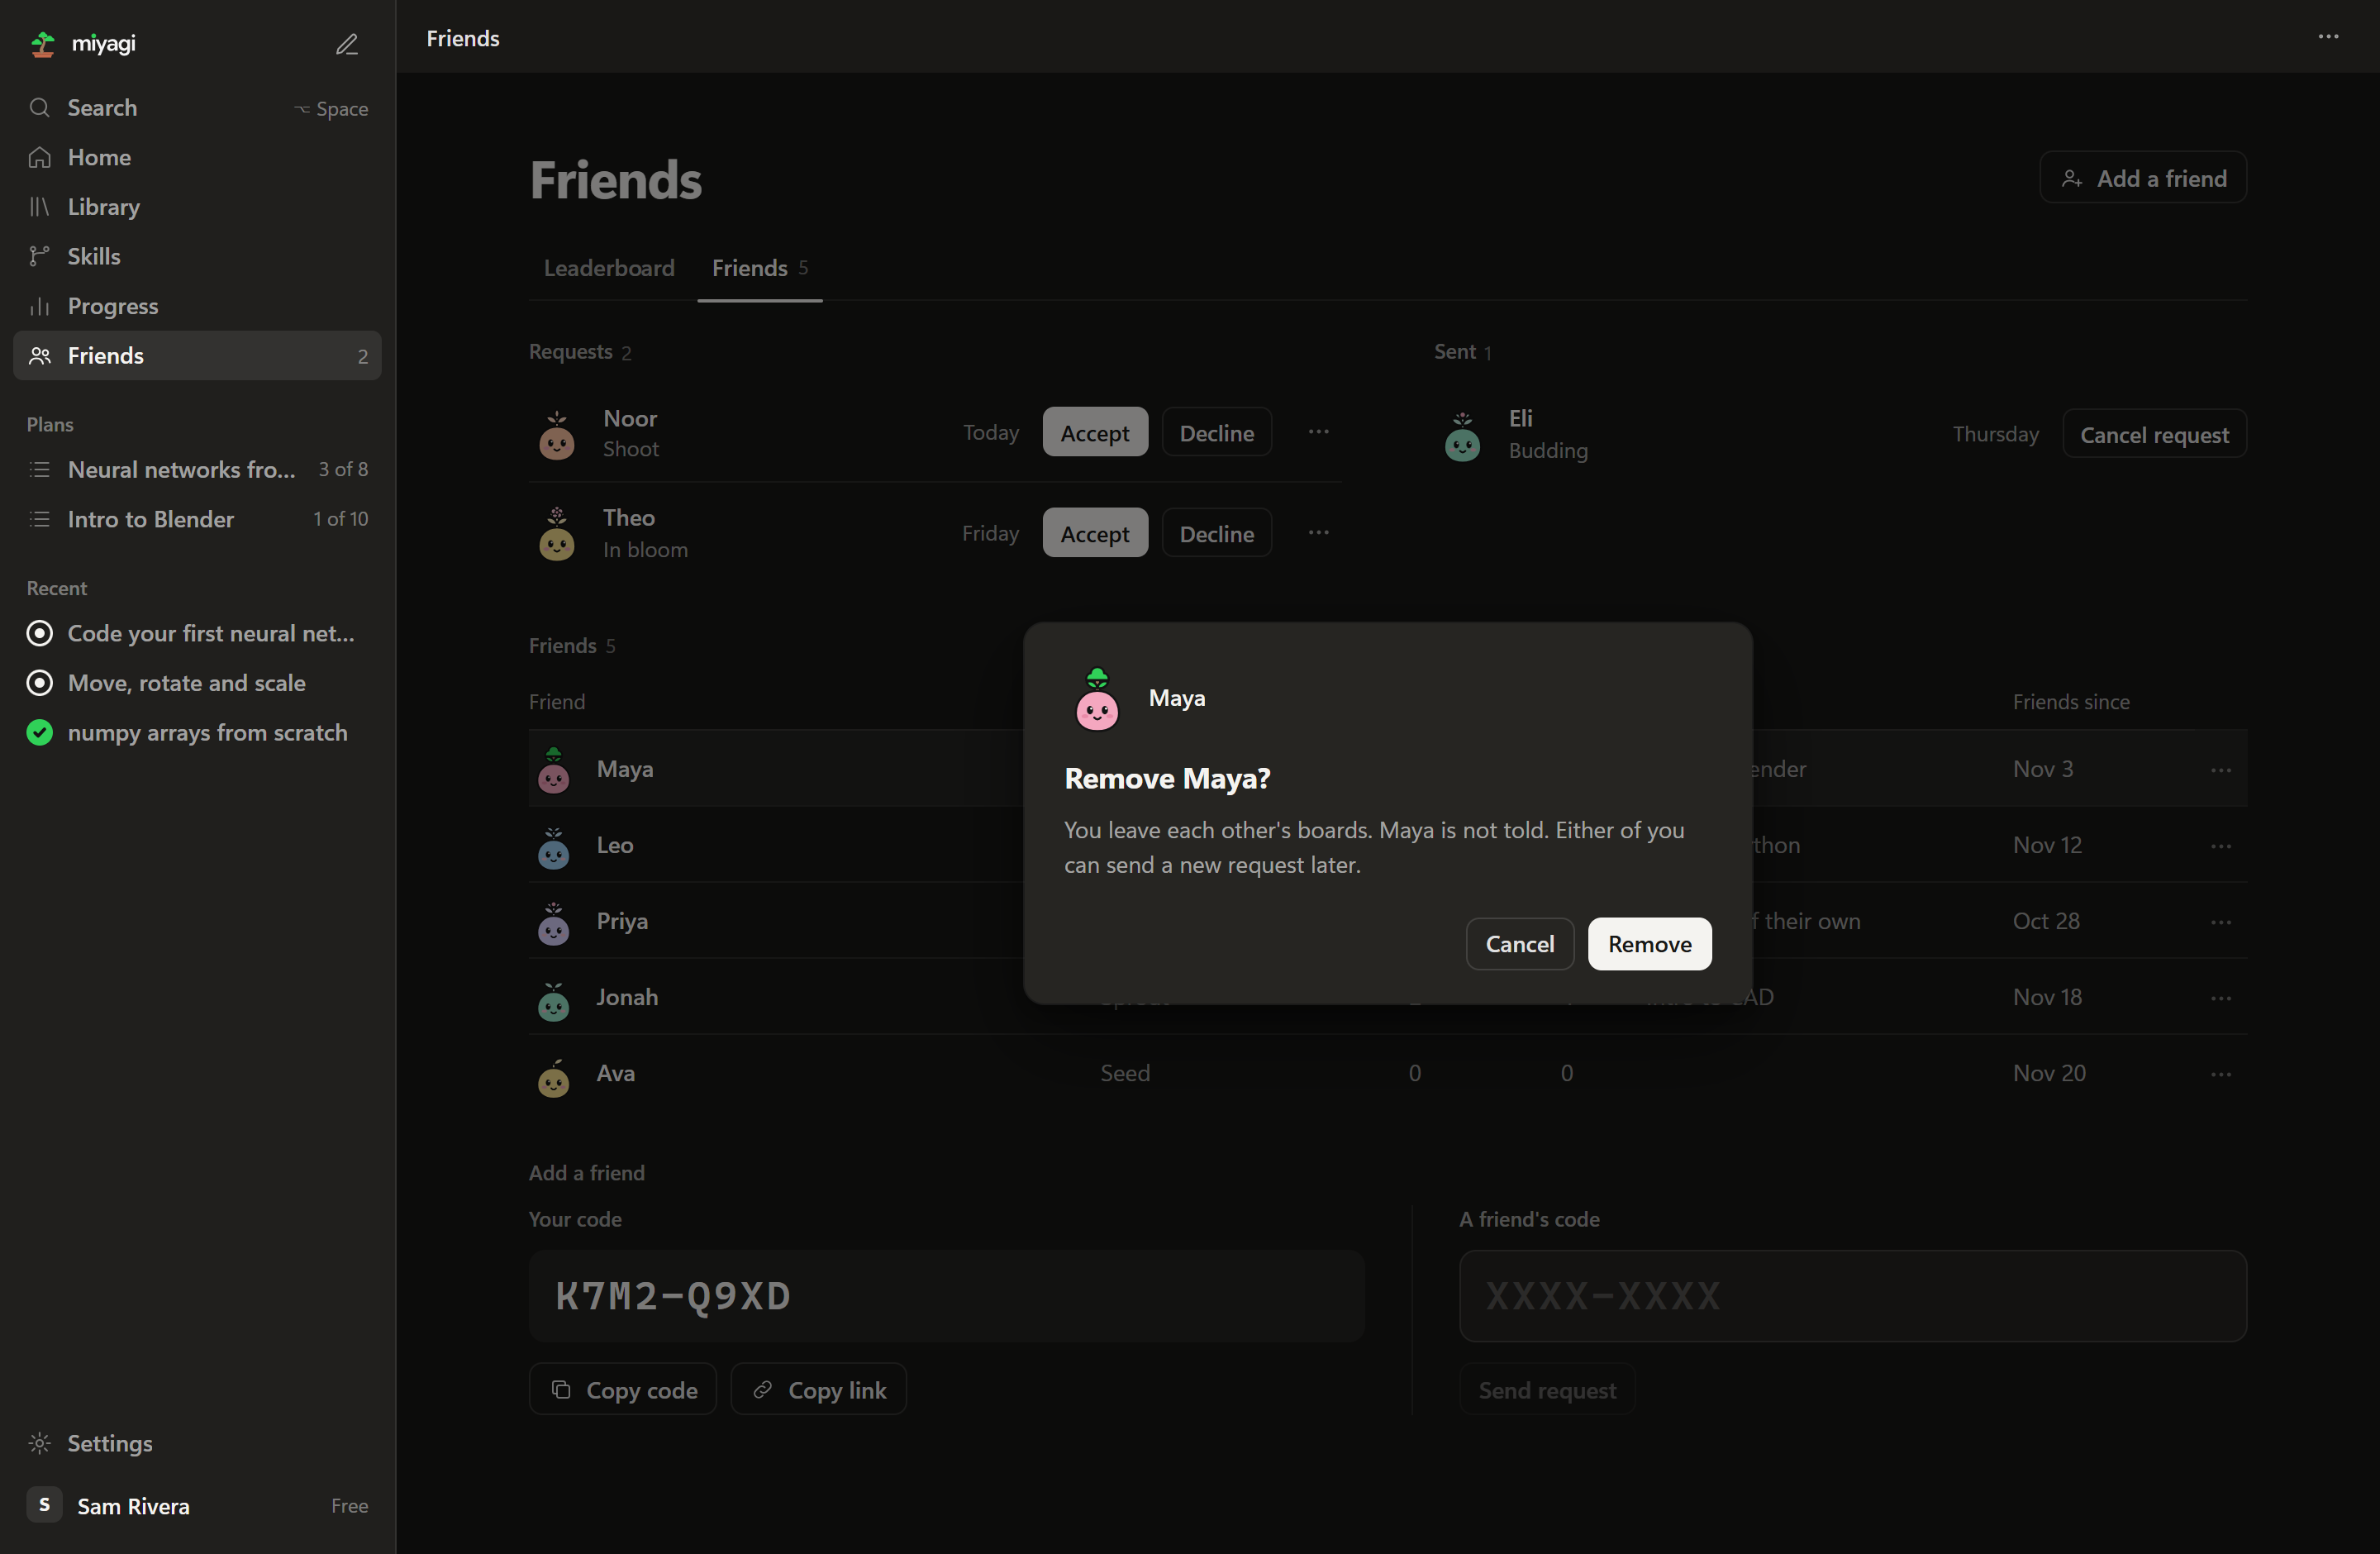 miyagi
Search
⌥ Space
Home
Library
Skills
Progress
Friends
2
Plans
Neural networks fro...
3 of 8
Intro to Blender
1 of 10
Recent
Code your first neural net...
Move, rotate and scale
numpy arrays from scratch
Settings
S
Sam Rivera
Free
Friends
Friends
Add a friend
Leaderboard
Friends 5
Requests 2
Noor
Shoot
Today
Accept
Decline
Theo
In bloom
Friday
Accept
Decline
Sent 1
Eli
Budding
Thursday
Cancel request
Friends 5
Friend
Friends since
Maya
Nov 3
Leo
Nov 12
Priya
f their own
Oct 28
Jonah
Nov 18
Ava
Seed
0
0
Nov 20
Maya
Remove Maya?
You leave each other's boards. Maya is not told. Either of you
can send a new request later.
Cancel
Remove
Add a friend
Your code
K7M2-Q9XD
Copy code
Copy link
A friend's code
XXXX-XXXX
Send request